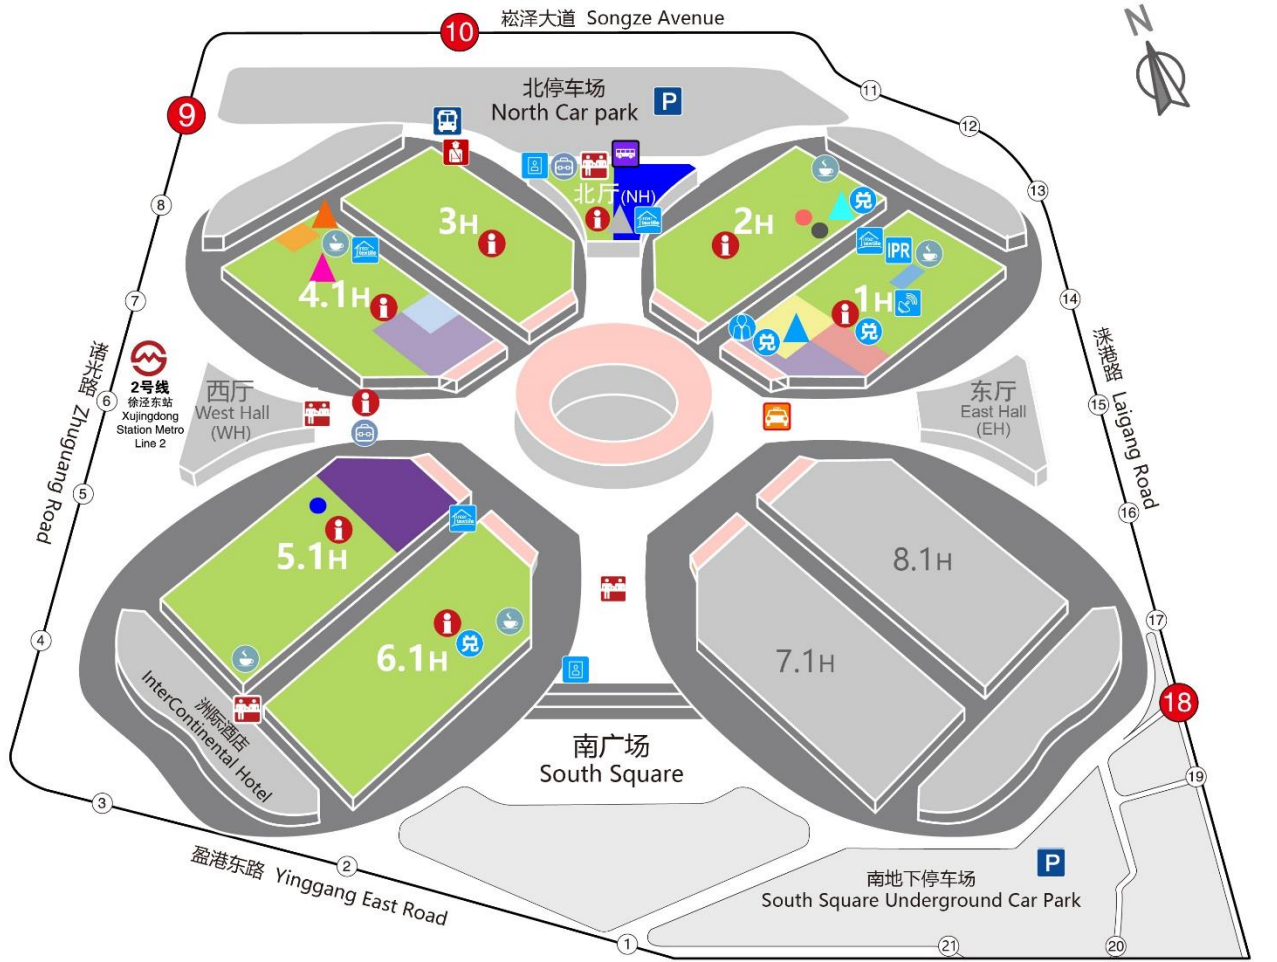 崧泽大道 Songze Avenue
N
10
9
11
12
13
14
15
16
17
18
19
20
21
1
2
3
4
5
6
7
8
北停车场
North Car park
P
北厅(NH)
3H
2H
兑
4.1H
1H
IPR
兑
兑
2号线
徐泾东站
Xujingdong
Station Metro
Line 2
诸光路 Zhuguang Road
西厅
West Hall
(WH)
东厅
East Hall
(EH)
涞港路 Laigang Road
5.1H
6.1H
兑
7.1H
8.1H
洲际酒店
InterContinental Hotel
南广场
South Square
盈港东路 Yinggang East Road
P
南地下停车场
South Square Underground Car Park